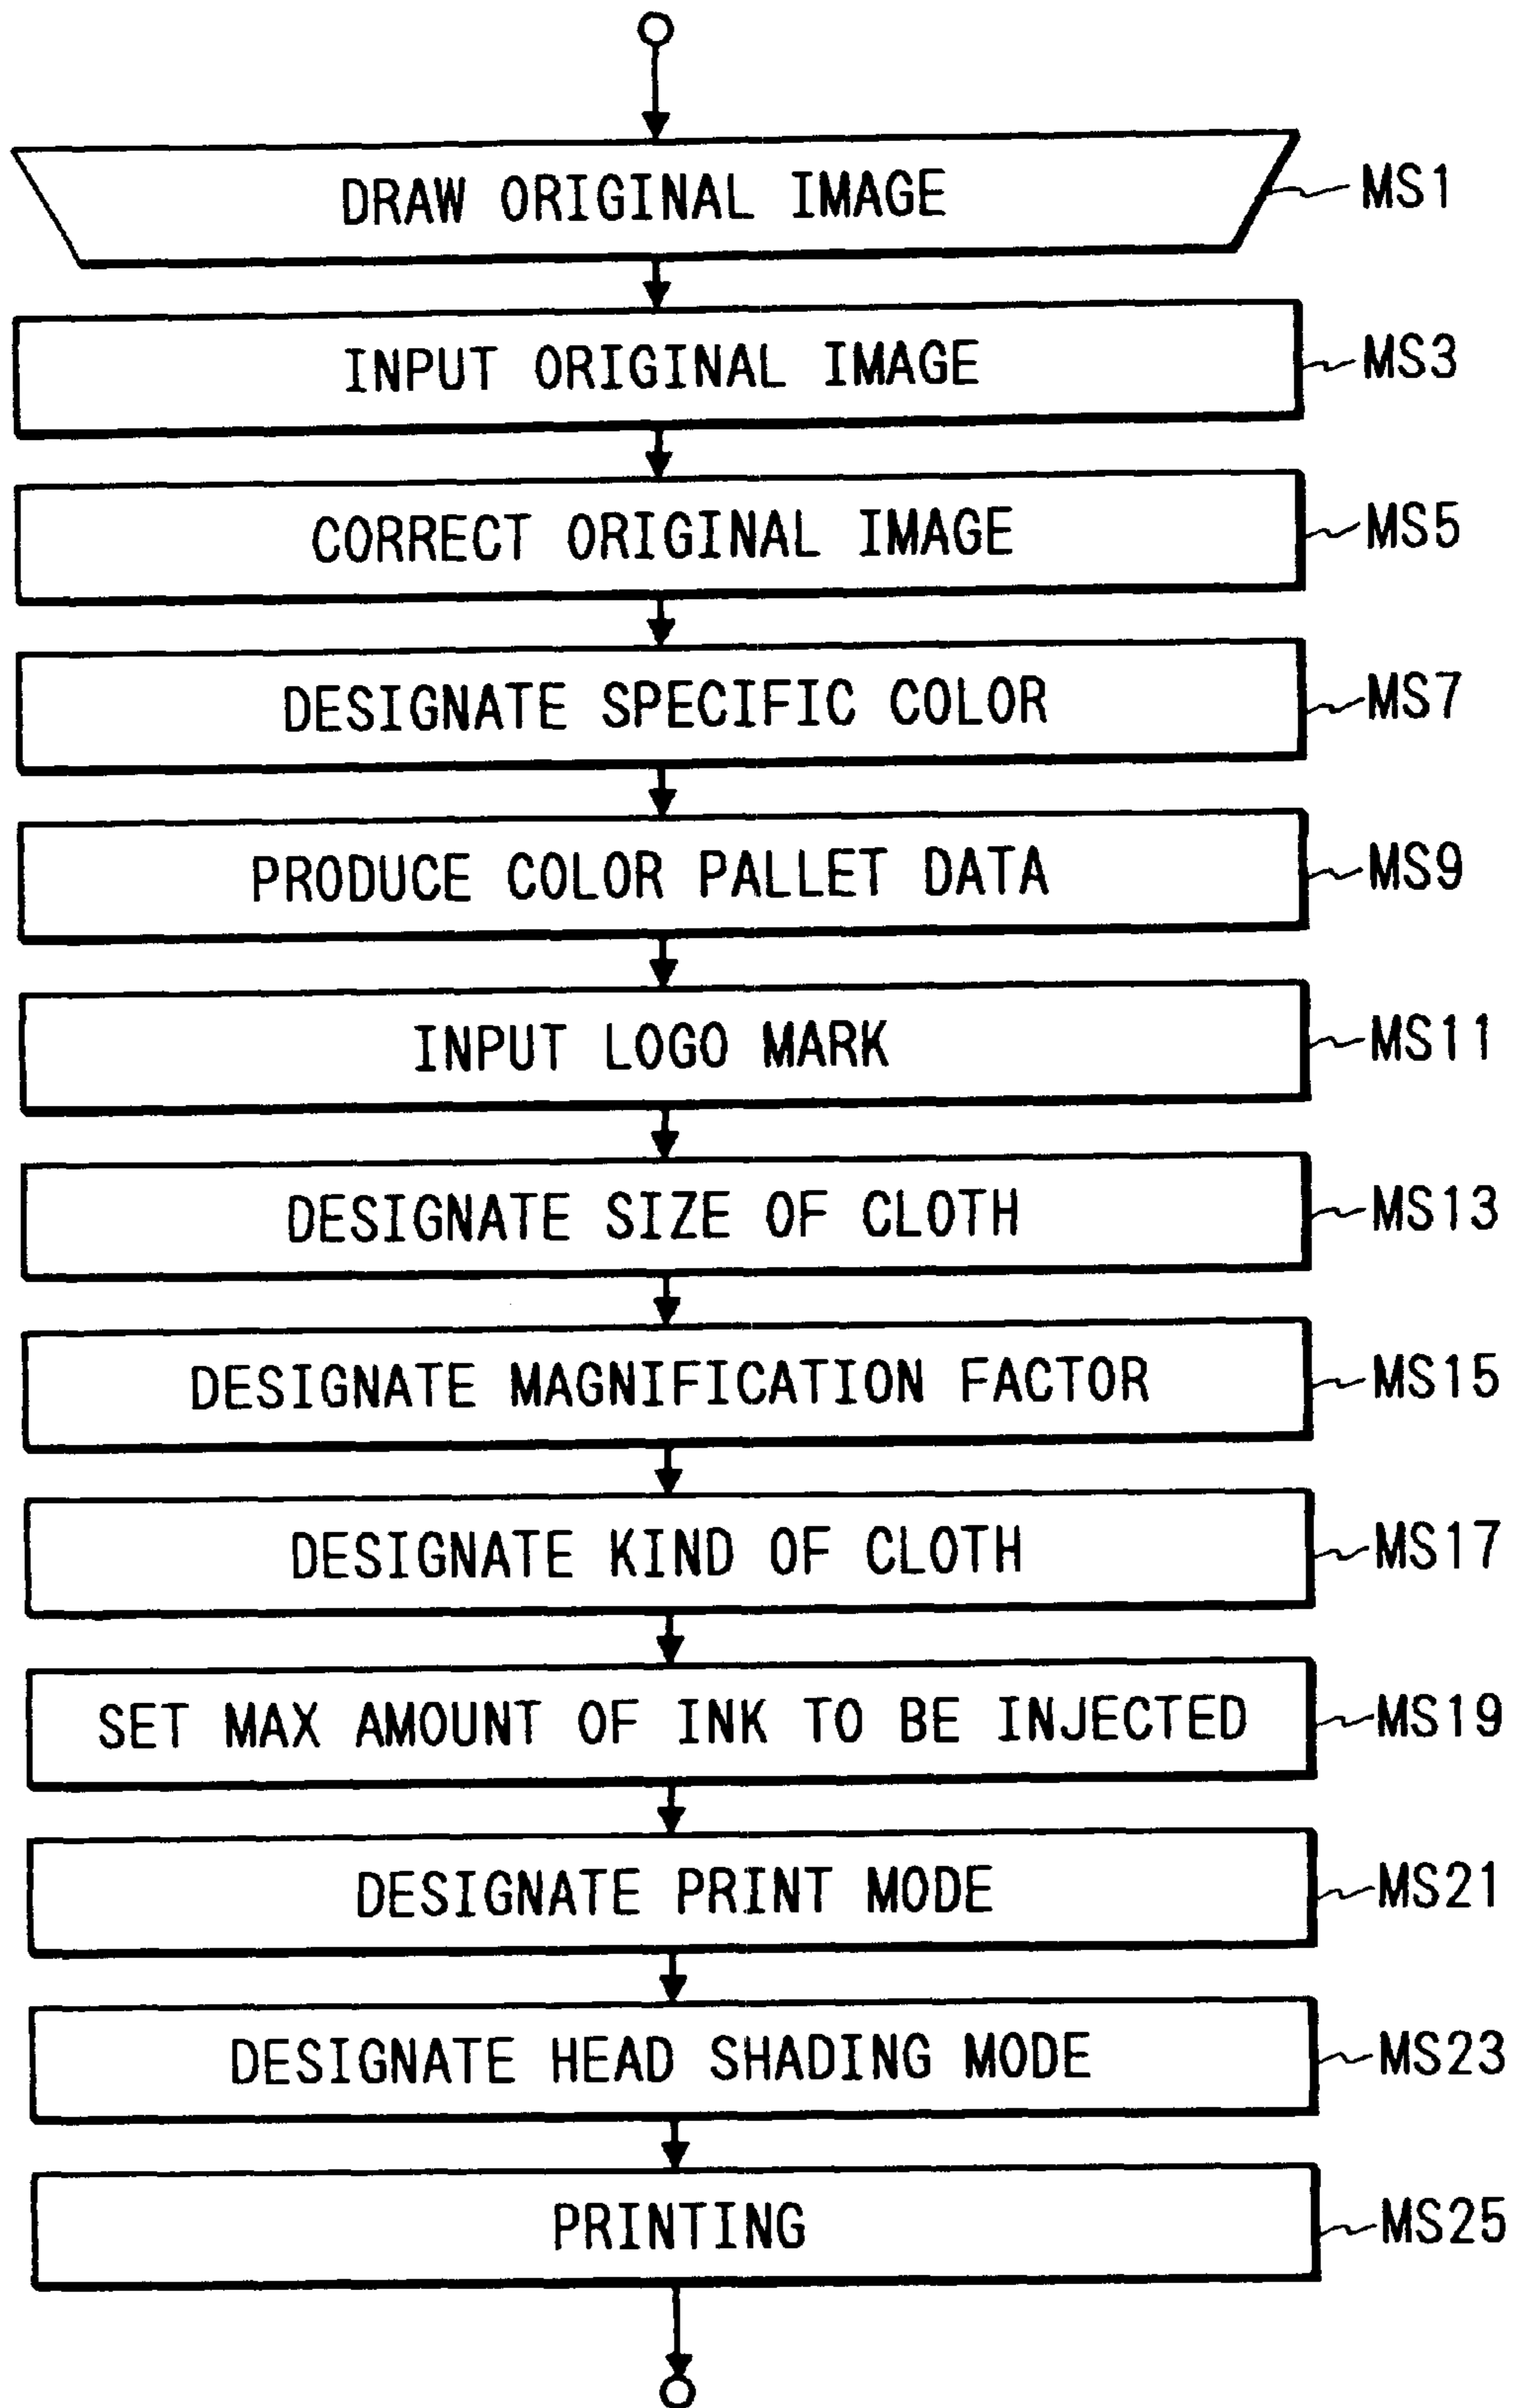 DRAW ORIGINAL IMAGE MS1
INPUT ORIGINAL IMAGE MS3
CORRECT ORIGINAL IMAGE MS5
DESIGNATE SPECIFIC COLOR MS7
PRODUCE COLOR PALLET DATA MS9
INPUT LOGO MARK MS11
DESIGNATE SIZE OF CLOTH MS13
DESIGNATE MAGNIFICATION FACTOR MS15
DESIGNATE KIND OF CLOTH MS17
SET MAX AMOUNT OF INK TO BE INJECTED MS19
DESIGNATE PRINT MODE MS21
DESIGNATE HEAD SHADING MODE MS23
PRINTING MS25